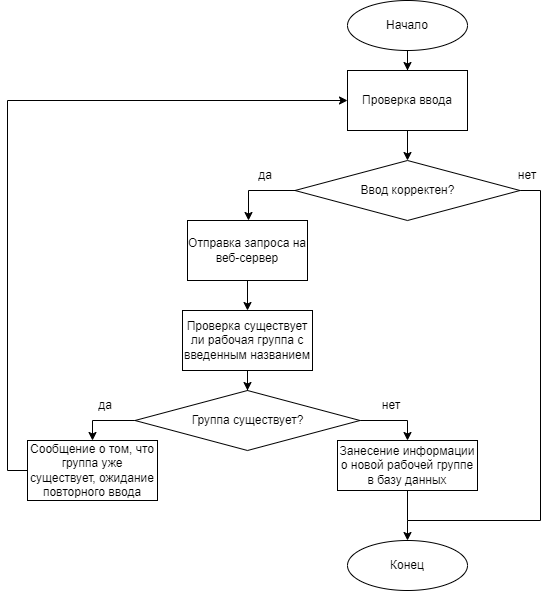 Начало
Проверка ввода
Ввод корректен?
да
нет
Отправка запроса на
веб-сервер
Проверка существует
ли рабочая группа с
введенным названием
Группа существует?
да
нет
Сообщение о том, что
группа уже
существует, ожидание
повторного ввода
Занесение информации
о новой рабочей группе
в базу данных
Конец